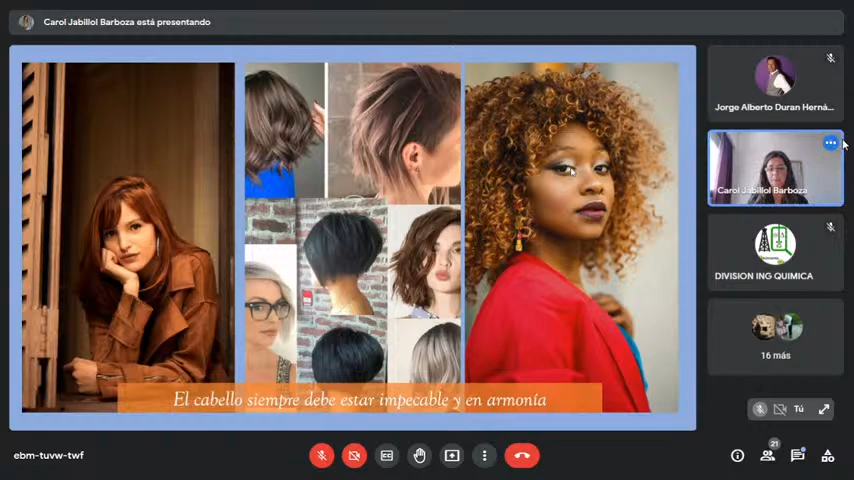 Carol Jabillol Barboza está presentando
Jorge Alberto Duran Herná...
Carol Jabillol Barboza
DIVISION ING QUIMICA
16 más
El cabello siempre debe estar impecable y en armonía
Tú
ebm-tuvw-twf
21